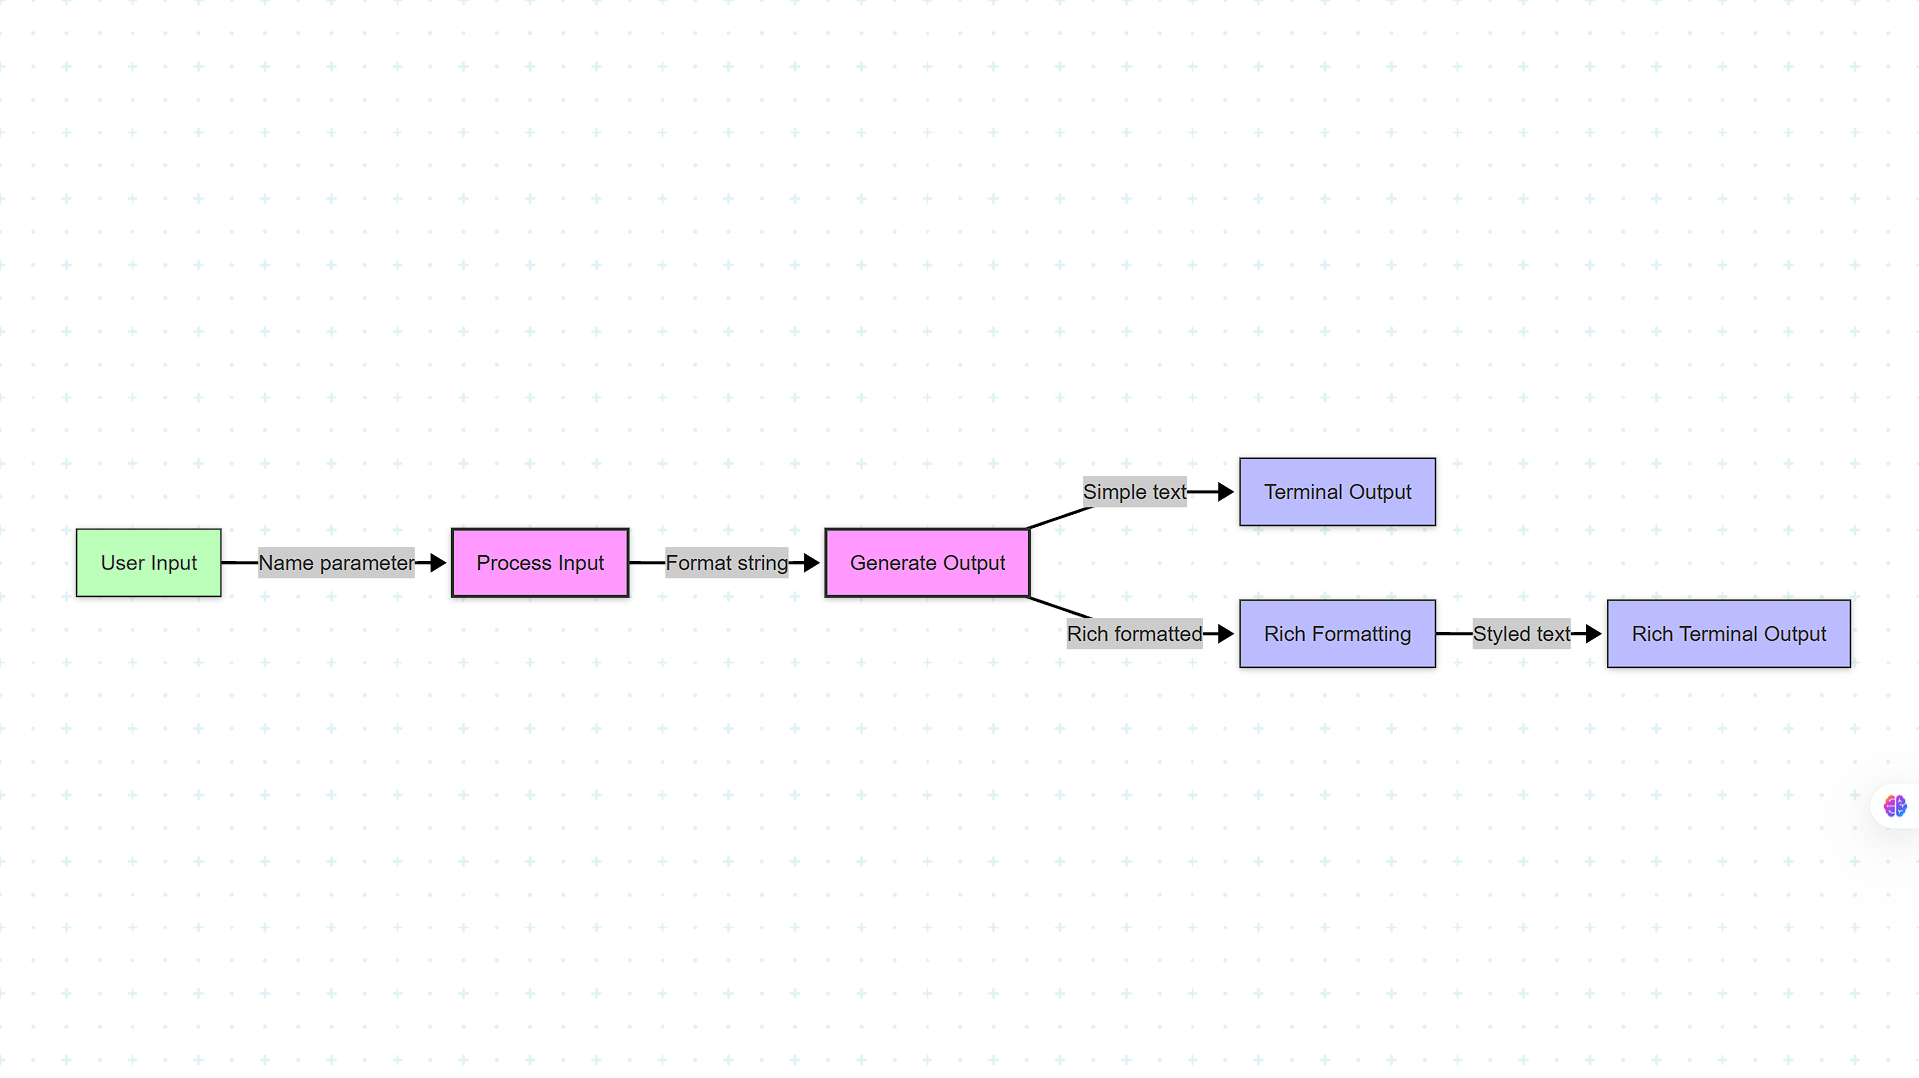 User Input
Name parameter
Process Input
Format string
Generate Output
Simple text
Terminal Output
Rich formatted
Rich Formatting
Styled text
Rich Terminal Output